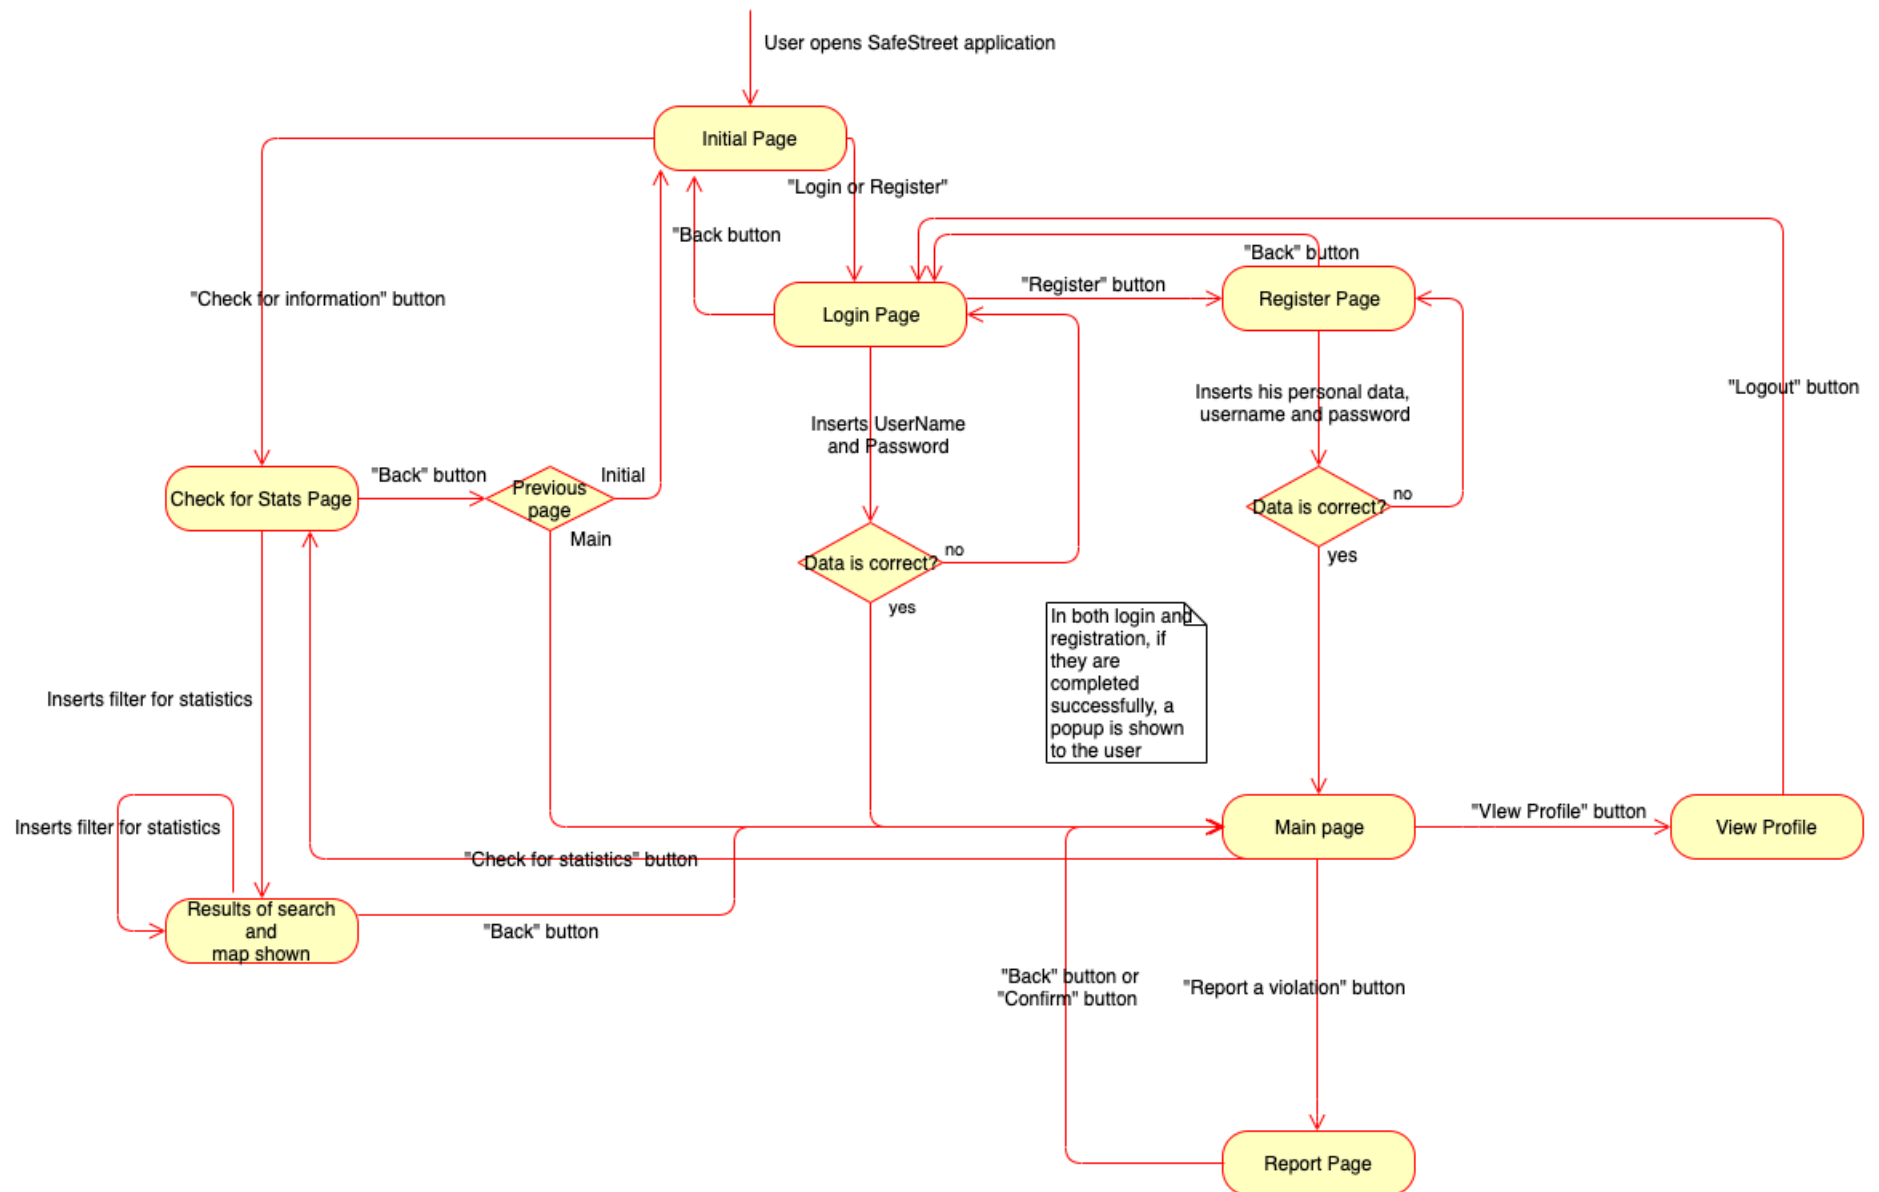 User opens SafeStreet application
Initial Page
"Login or Register"
"Back button
"Back" button
"Register" button
"Check for information" button
Register Page
Login Page
"Logout" button
Inserts his personal data,
username and password
Inserts UserName
and Password
"Back" button
Initial
Previous
page
Check for Stats Page
no
Data is correct?
Main
no
yes
Data is correct?
yes
In both login and
registration, if
they are
completed
successfully, a
popup is shown
to the user
Inserts filter for statistics
"VIew Profile" button
Inserts filter for statistics
Main page
View Profile
"Check for statistics" button
Results of search
and
map shown
"Back" button
"Back" button or
"Confirm" button
"Report a violation" button
Report Page